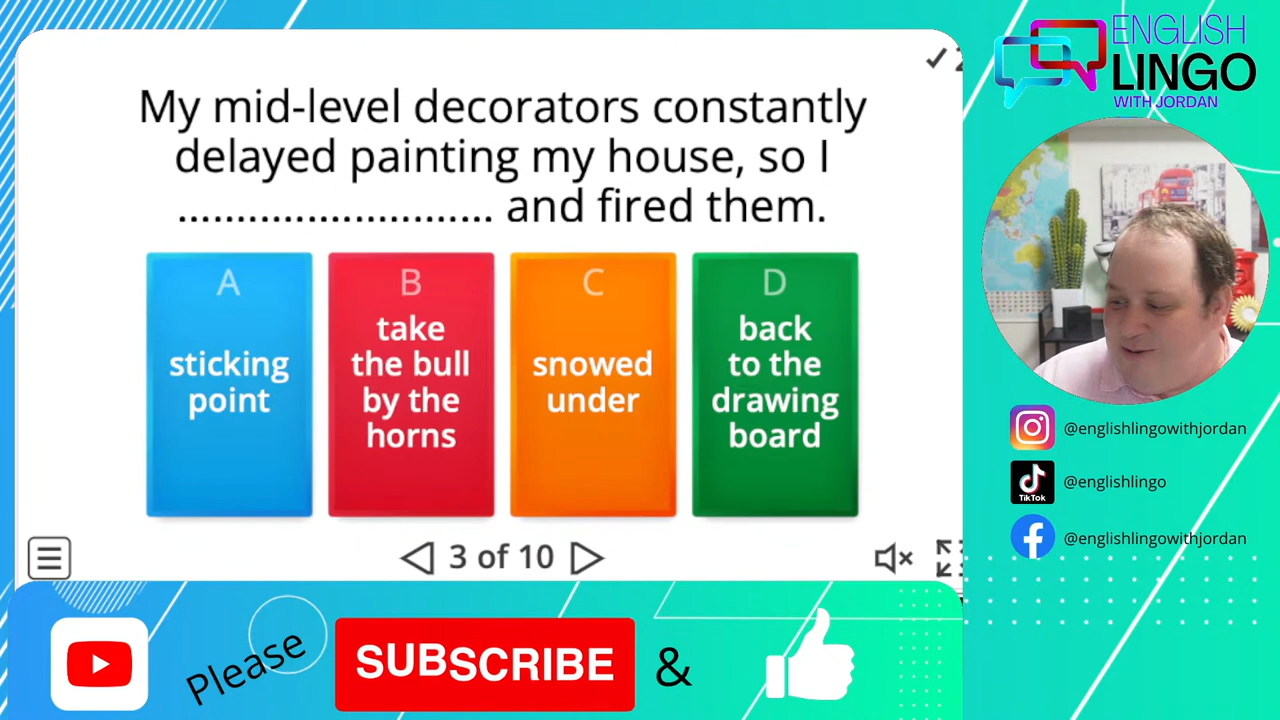 My mid-level decorators constantly
delayed painting my house, so I
........................... and fired them.
A
sticking
point
B
take
the bull
by the
horns
C
snowed
under
D
back
to the
drawing
board
3 of 10
ENGLISH
LINGO
WITH JORDAN
@englishlingowithjordan
TikTok
@englishlingo
@englishlingowithjordan
Please
SUBSCRIBE
&